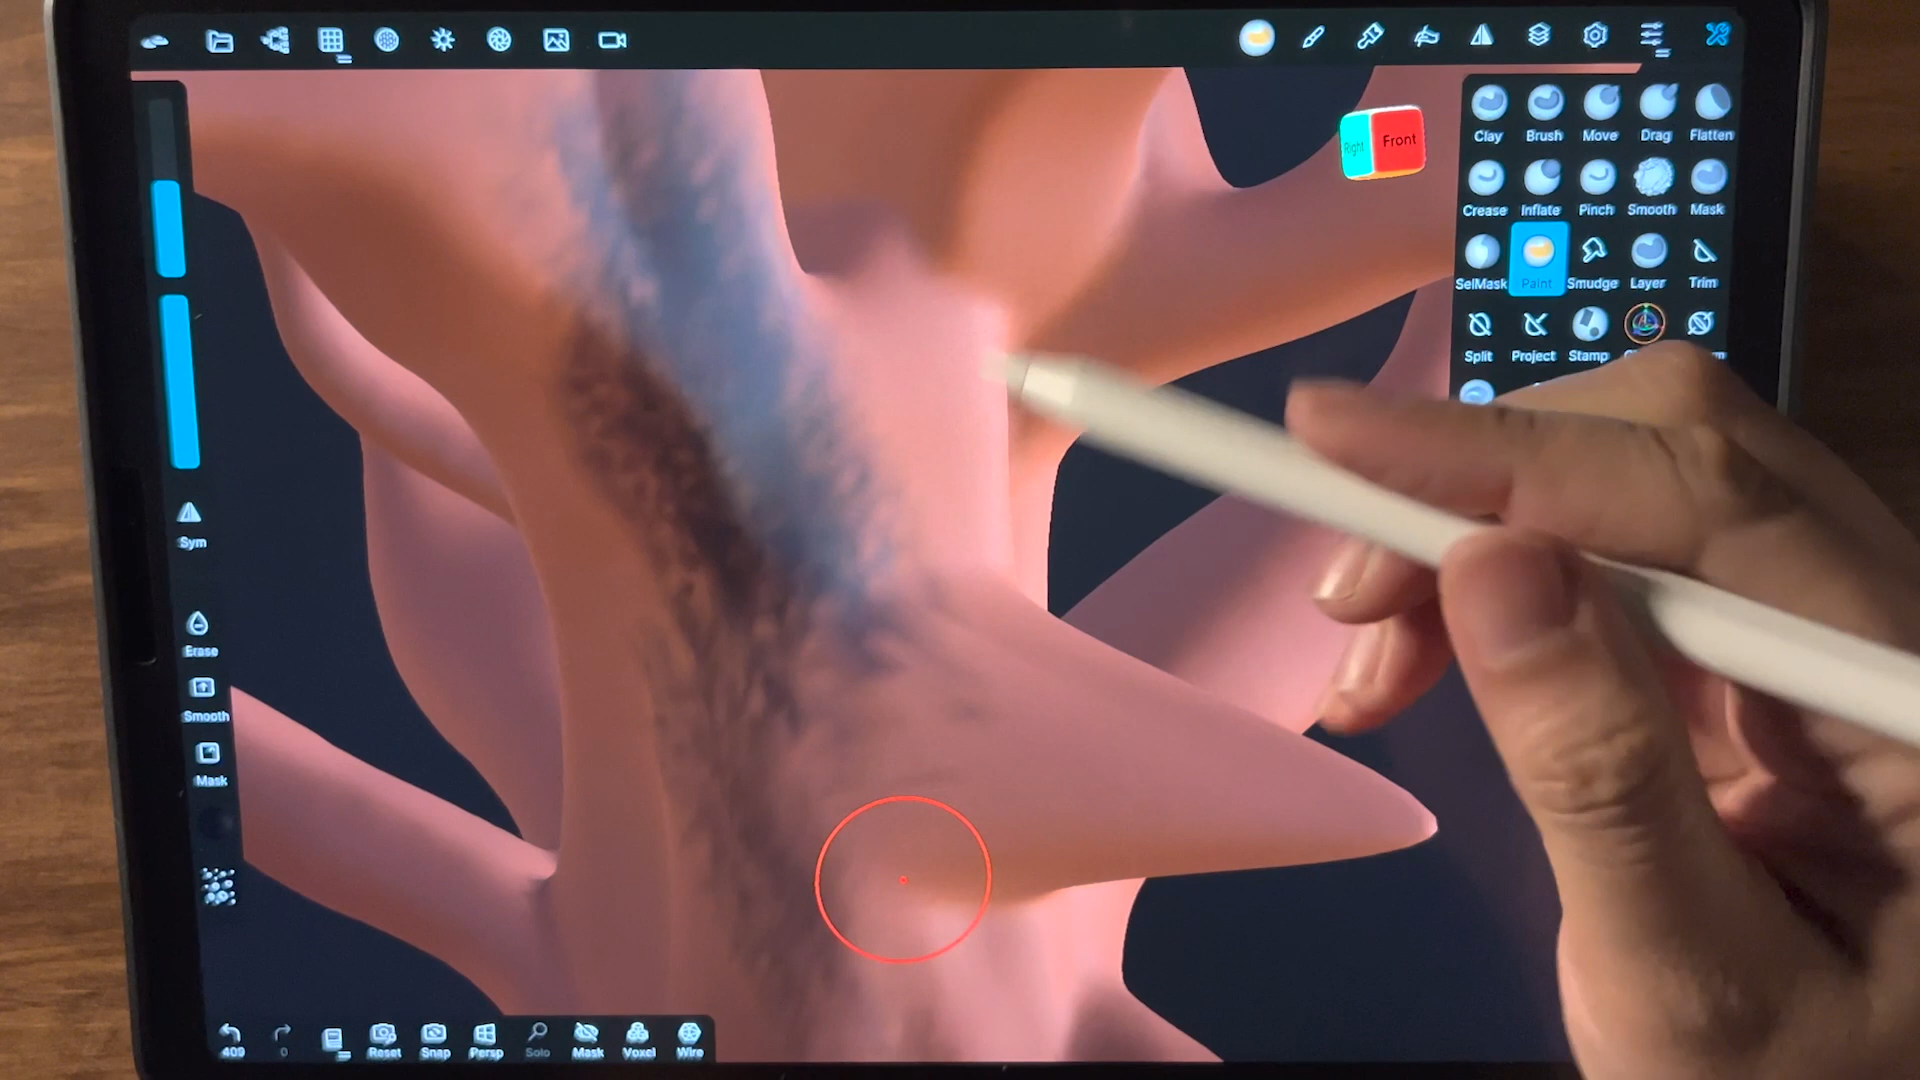 Right Front
Clay Brush Move Drag Flatten
Crease Inflate Pinch Smooth Mask
SelMask Paint Smudge Layer Trim
Split Project Stamp
Sym
Erase
Smooth
Mask
409 0 Reset Snap Persp Solo Mask Voxel Wire